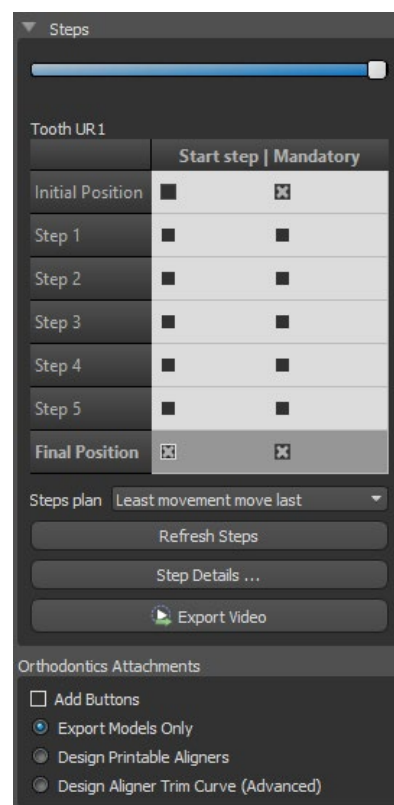 Steps
Tooth UR1
Start step | Mandatory
Initial Position
Step 1
Step 2
Step 3
Step 4
Step 5
Final Position
Steps plan Least movement move last
Refresh Steps
Step Details ...
Export Video
Orthodontics Attachments
Add Buttons
Export Models Only
Design Printable Aligners
Design Aligner Trim Curve (Advanced)